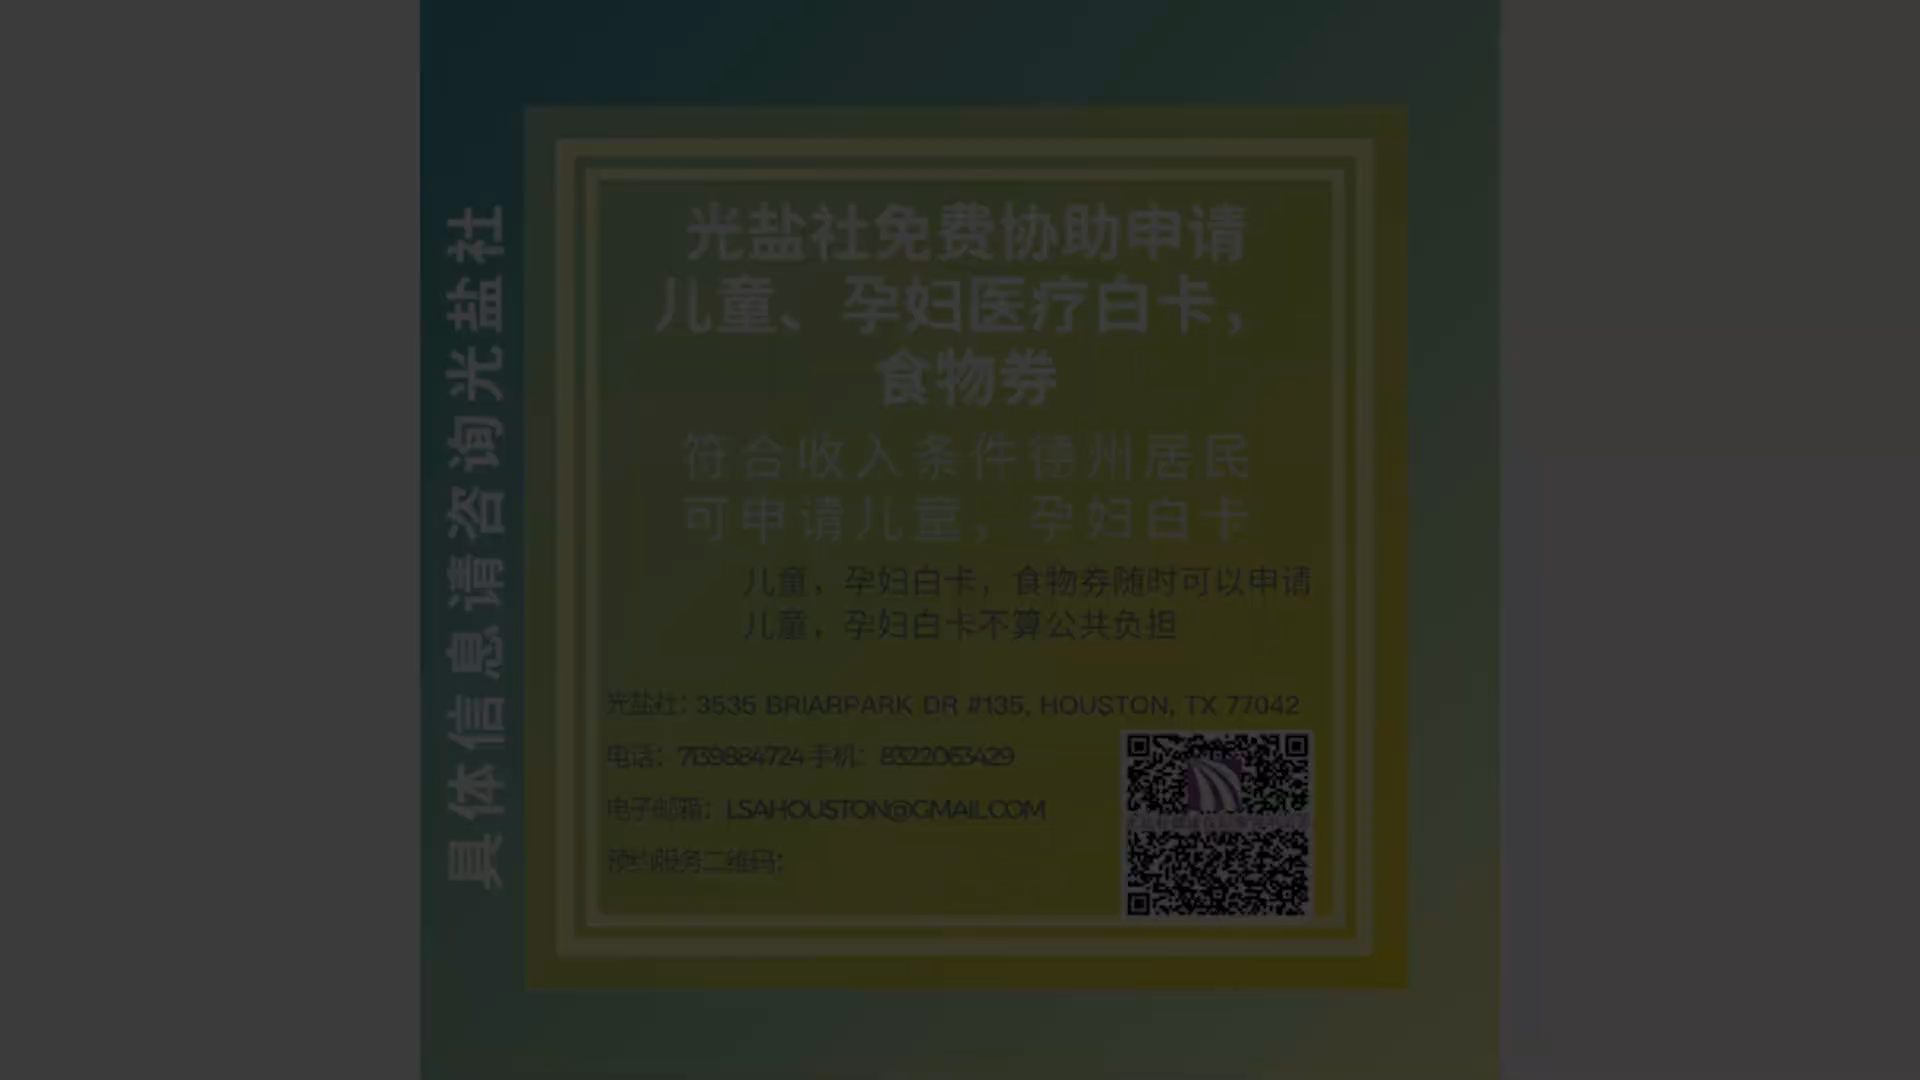 具体信息请咨询光盐社
光盐社免费协助申请
儿童、孕妇医疗白卡，
食物券
符合收入条件德州居民
可申请儿童，孕妇白卡
儿童，孕妇白卡，食物券随时可以申请
儿童，孕妇白卡不算公共负担
光盐社：3535 BRIARPARK DR #135, HOUSTON, TX 77042
电话：7139884724 手机：8322063429
电子邮箱：LSAHOUSTON@GMAIL.COM
预约服务二维码：